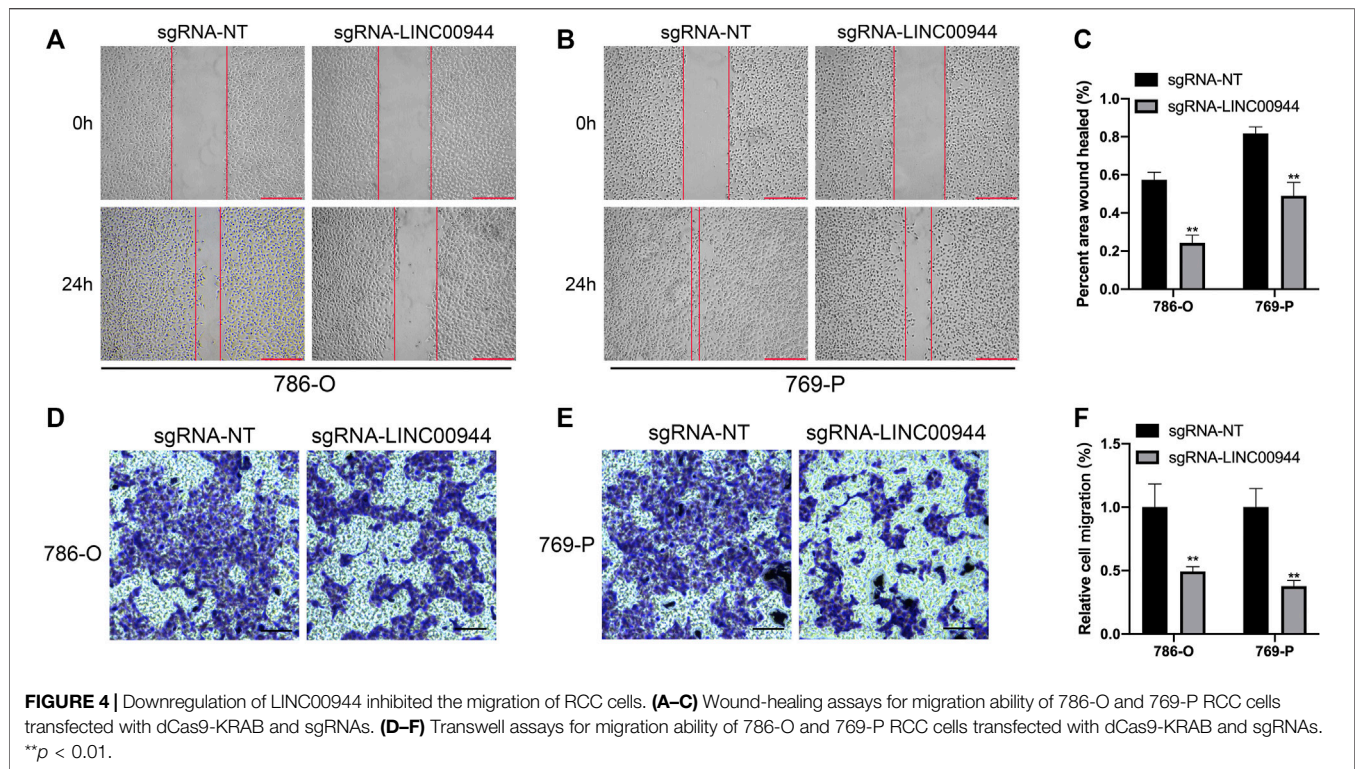 A
sgRNA-NT
sgRNA-LINC00944
0h
24h
786-O
B
sgRNA-NT
sgRNA-LINC00944
0h
24h
769-P
C
sgRNA-NT
sgRNA-LINC00944
Percent area wound healed (%)
1.0
0.8
0.6
0.4
0.2
0.0
**
**
786-O
769-P
D
sgRNA-NT
sgRNA-LINC00944
786-O
E
sgRNA-NT
sgRNA-LINC00944
769-P
F
sgRNA-NT
sgRNA-LINC00944
Relative cell migration (%)
1.5
1.0
0.5
0.0
**
**
786-O
769-P
FIGURE 4 | Downregulation of LINC00944 inhibited the migration of RCC cells. (A–C) Wound-healing assays for migration ability of 786-O and 769-P RCC cells
transfected with dCas9-KRAB and sgRNAs. (D–F) Transwell assays for migration ability of 786-O and 769-P RCC cells transfected with dCas9-KRAB and sgRNAs.
**p < 0.01.